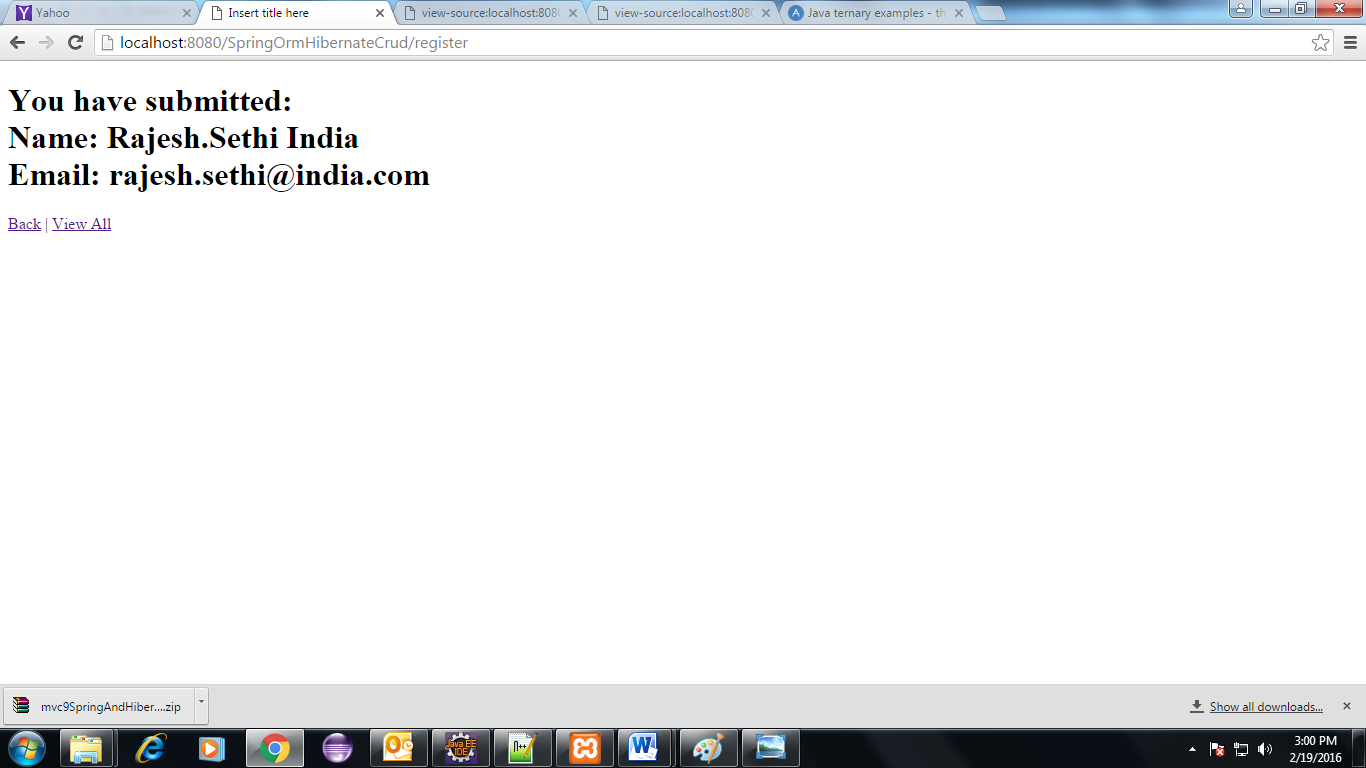 Yahoo
Insert title here
view-source:localhost:808
view-source:localhost:808
Java ternary examples - th
localhost:8080/SpringOrmHibernateCrud/register
You have submitted:
Name: Rajesh.Sethi India
Email: rajesh.sethi@india.com
Back | View All
mvc9SpringAndHiber....zip
Show all downloads...
Java EE
IDE
3:00 PM
2/19/2016